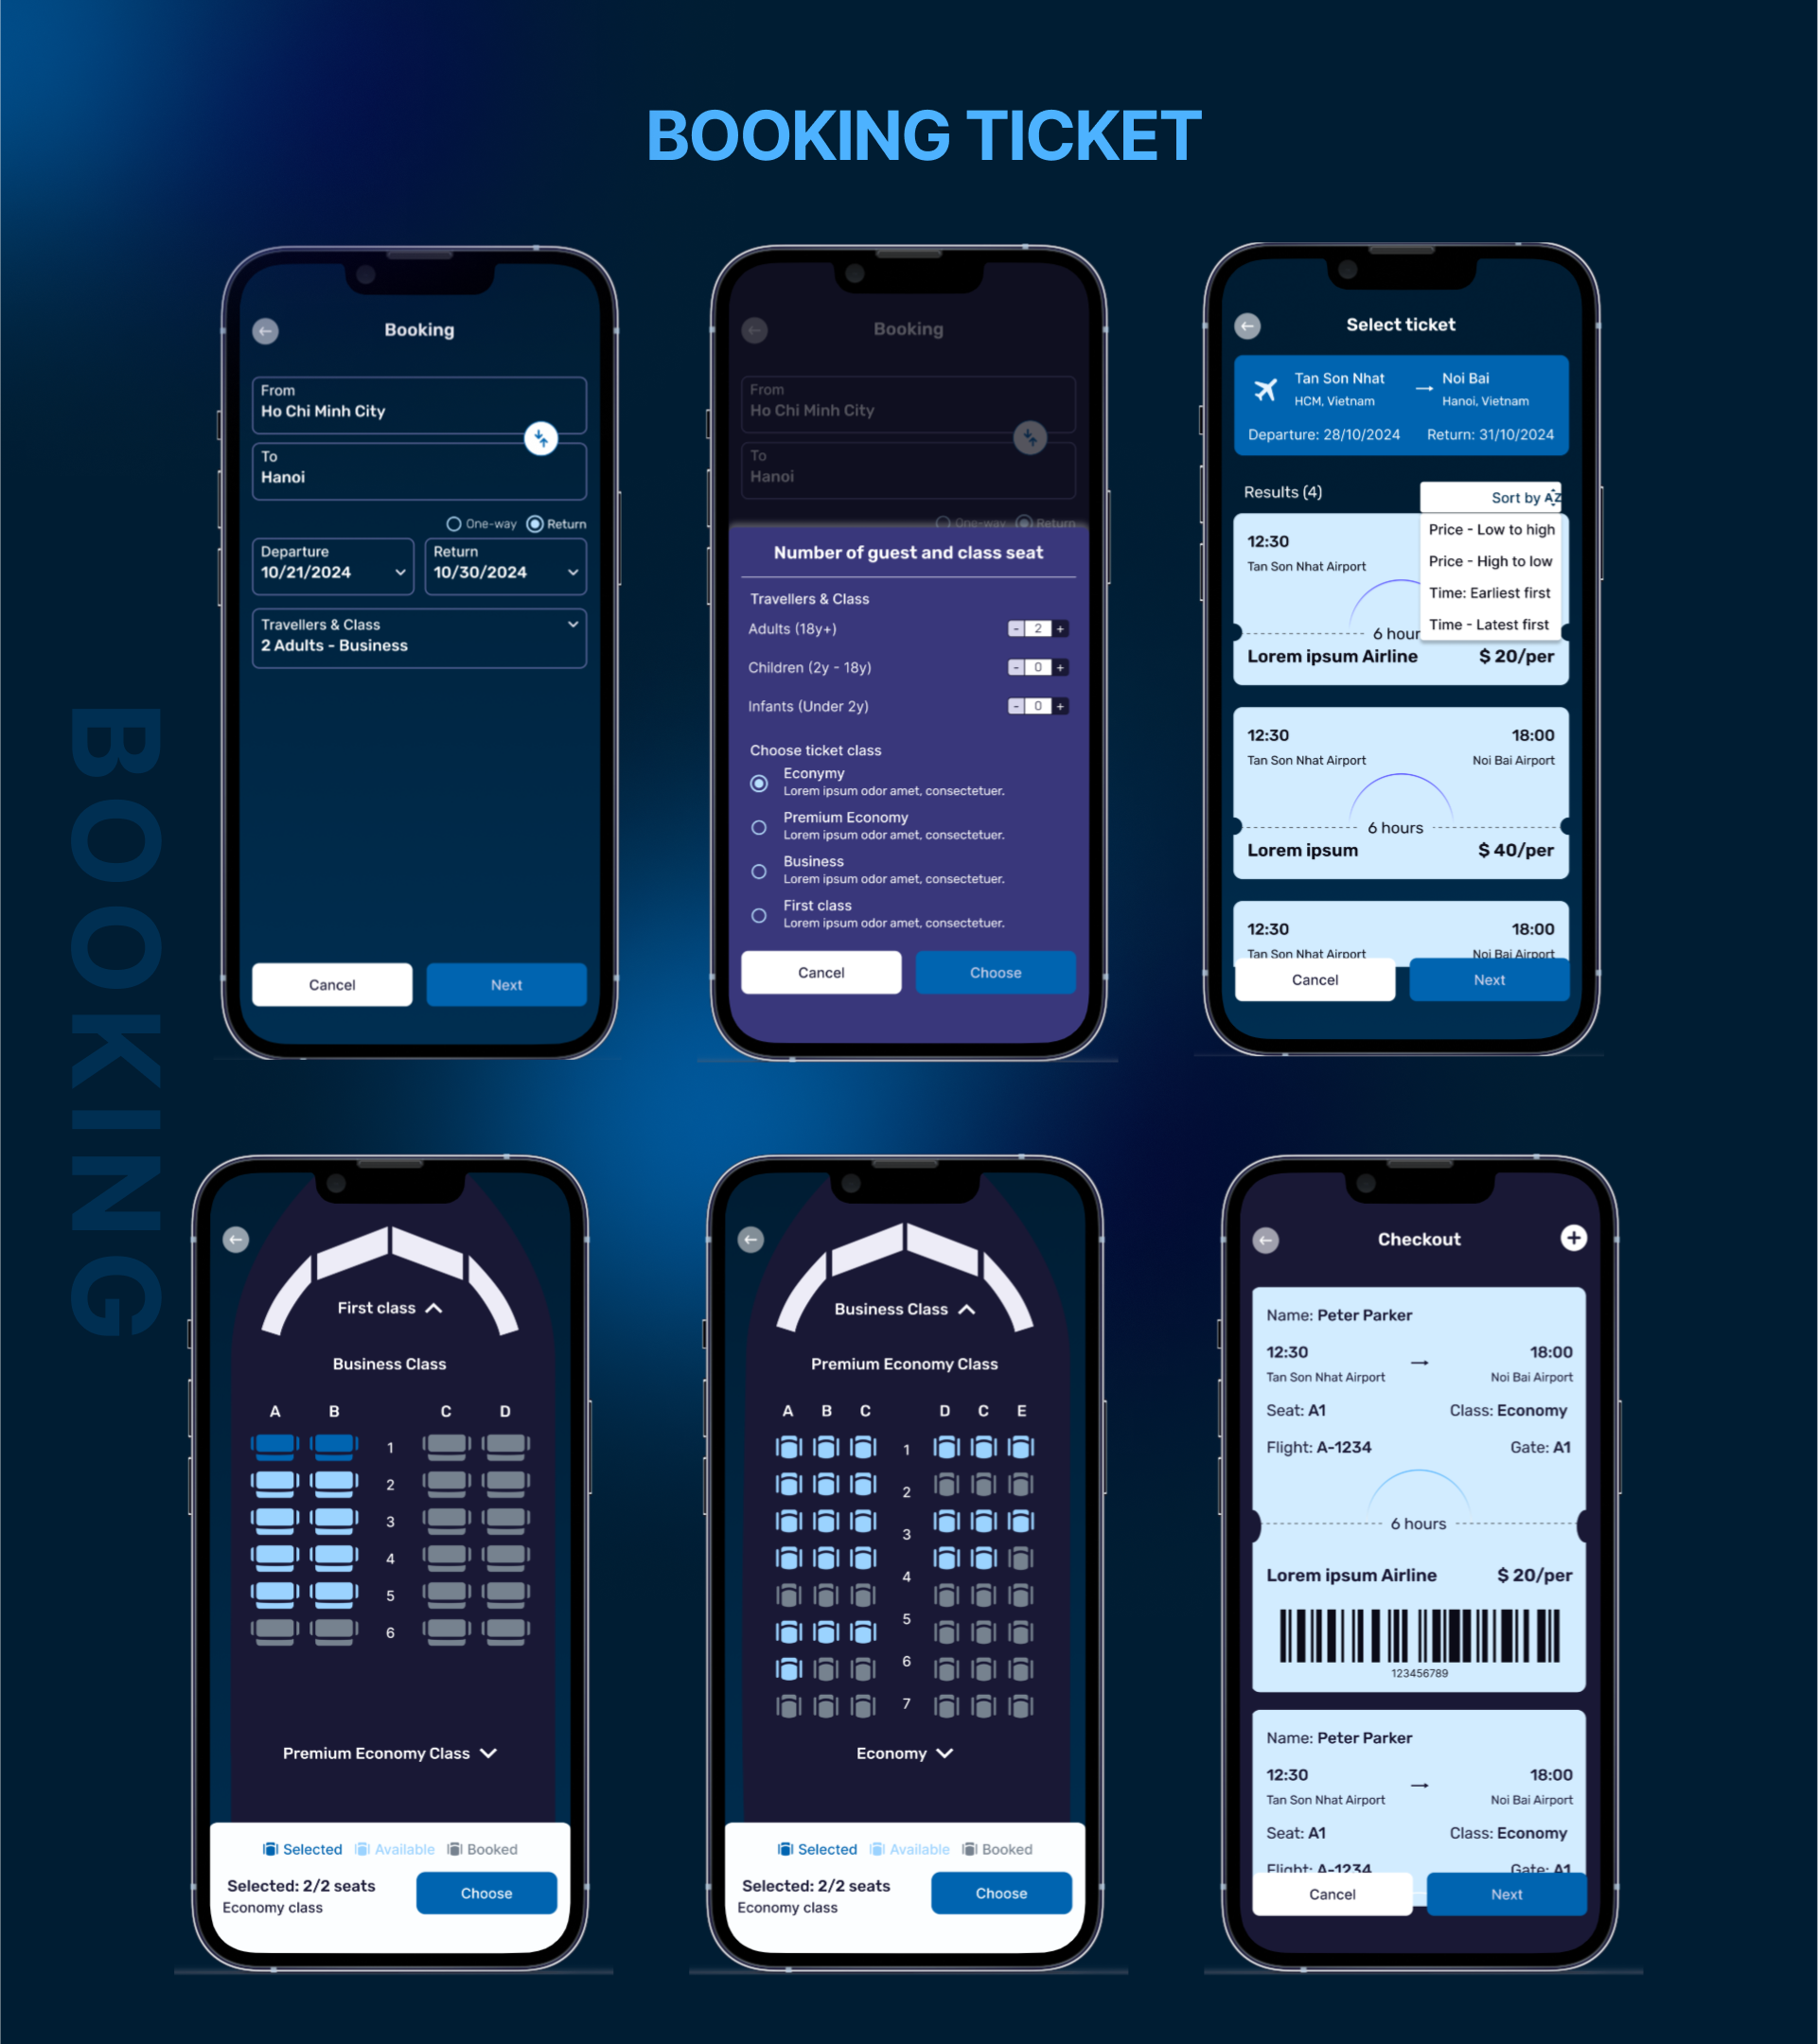 BOOKING TICKET
BOOKING
Booking
From
Ho Chi Minh City
To
Hanoi
One-way Return
Departure
10/21/2024
Return
10/30/2024
Travellers & Class
2 Adults - Business
Cancel Next
Booking
From
Ho Chi Minh City
To
Hanoi
One-way Return
Number of guest and class seat
Travellers & Class
Adults (18y+) - 2 +
Children (2y - 18y) - 0 +
Infants (Under 2y) - 0 +
Choose ticket class
Econymy
Lorem ipsum odor amet, consectetuer.
Premium Economy
Lorem ipsum odor amet, consectetuer.
Business
Lorem ipsum odor amet, consectetuer.
First class
Lorem ipsum odor amet, consectetuer.
Cancel Choose
Select ticket
Tan Son Nhat → Noi Bai
HCM, Vietnam Hanoi, Vietnam
Departure: 28/10/2024 Return: 31/10/2024
Results (4) Sort by AZ
Price - Low to high
Price - High to low
Time: Earliest first
Time - Latest first
12:30
Tan Son Nhat Airport
6 hour
Lorem ipsum Airline $ 20/per
12:30 18:00
Tan Son Nhat Airport Noi Bai Airport
6 hours
Lorem ipsum $ 40/per
12:30 18:00
Tan Son Nhat Airport Noi Bai Airport
Cancel Next
First class
Business Class
A B C D
1
2
3
4
5
6
Premium Economy Class
Selected Available Booked
Selected: 2/2 seats
Economy class
Choose
Business Class
Premium Economy Class
A B C D C E
1
2
3
4
5
6
7
Economy
Selected Available Booked
Selected: 2/2 seats
Economy class
Choose
Checkout +
Name: Peter Parker
12:30 → 18:00
Tan Son Nhat Airport Noi Bai Airport
Seat: A1 Class: Economy
Flight: A-1234 Gate: A1
6 hours
Lorem ipsum Airline $ 20/per
123456789
Name: Peter Parker
12:30 → 18:00
Tan Son Nhat Airport Noi Bai Airport
Seat: A1 Class: Economy
Flight: A-1234 Gate: A1
Cancel Next